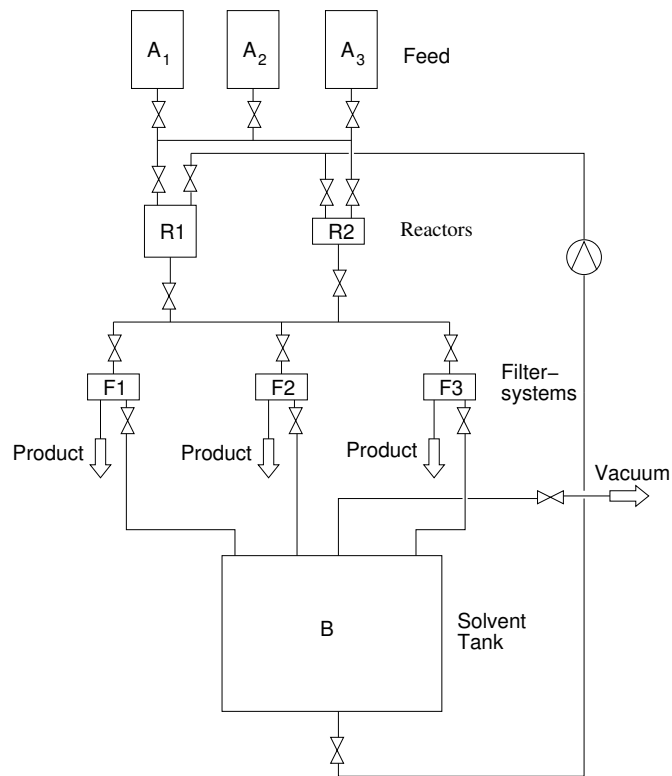 A1
A2
A3
Feed
R1
R2
Reactors
F1
F2
F3
Filter–
systems
Product
Product
Product
Vacuum
B
Solvent
Tank